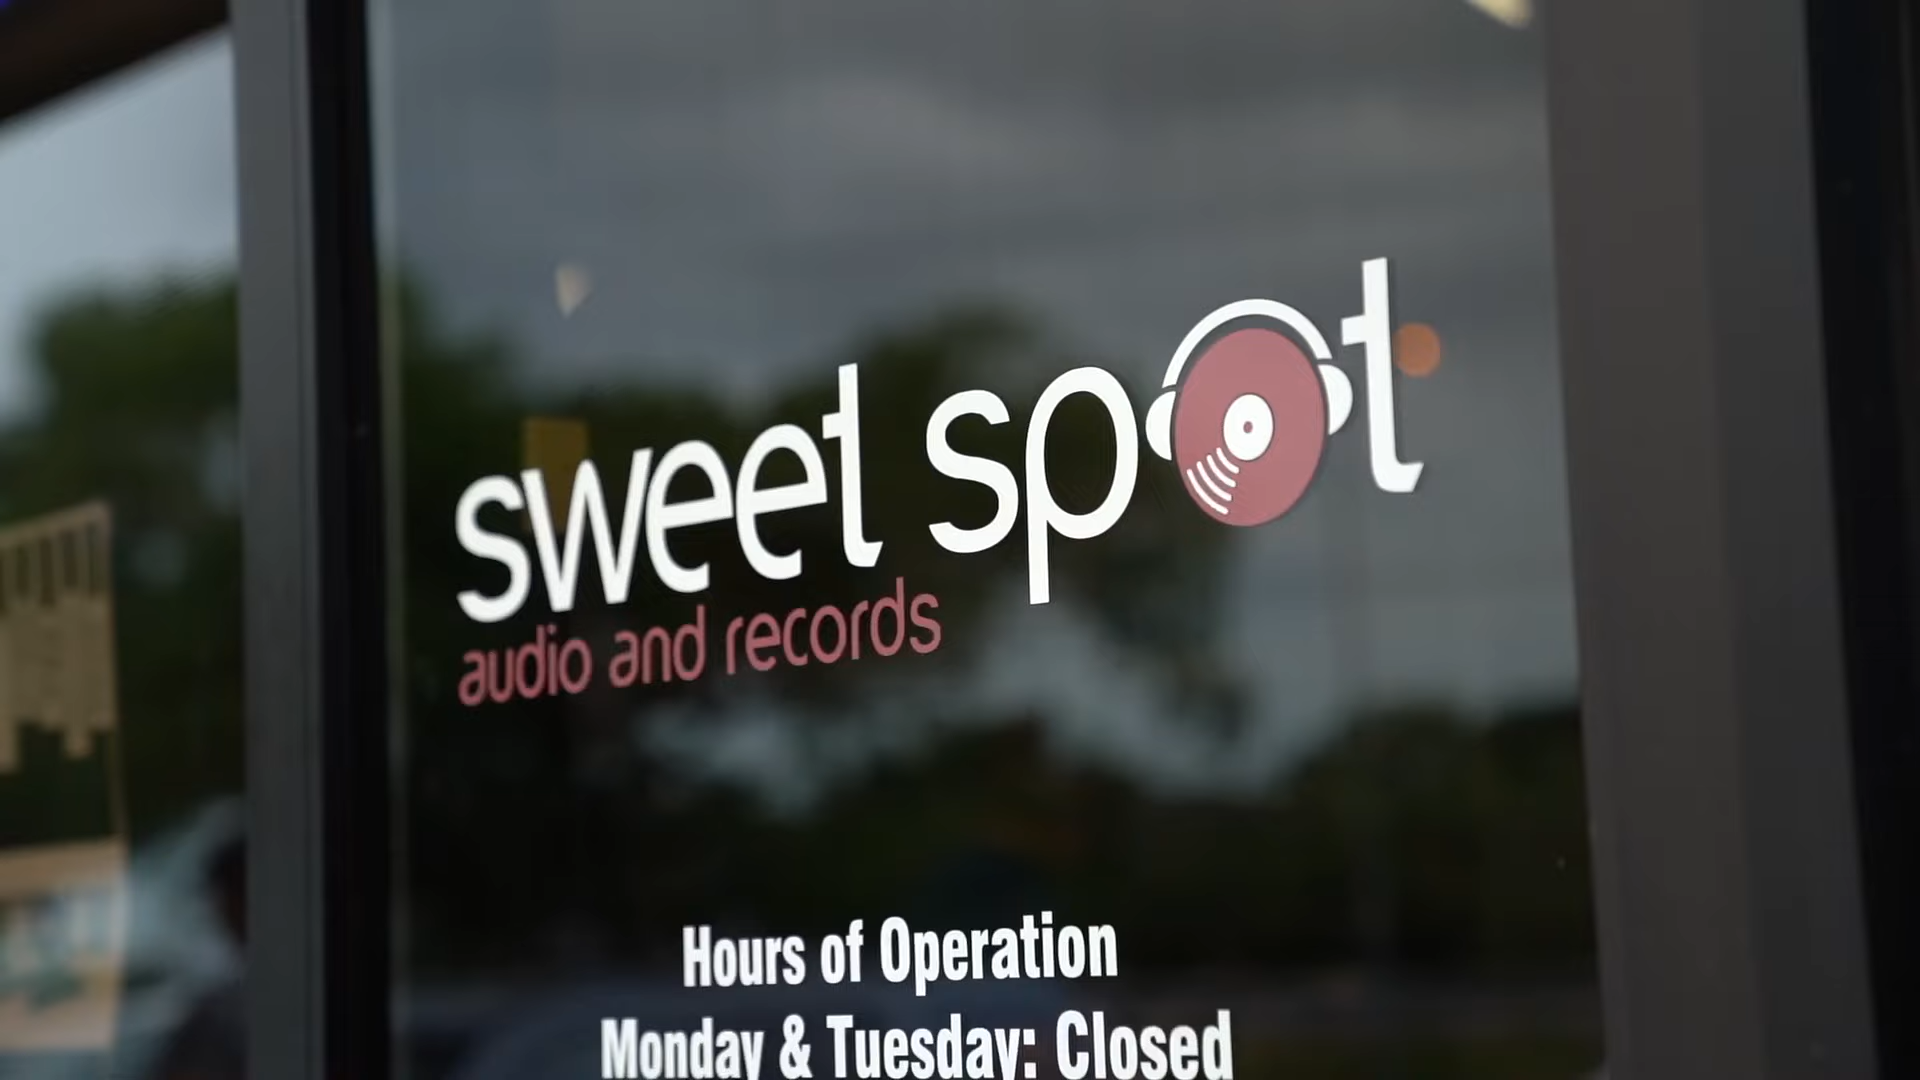 sweet spot
audio and records
Hours of Operation
Monday & Tuesday: Closed